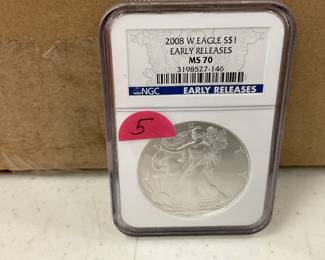 2008 W EAGLE S$1
EARLY RELEASES
MS 70
3198527-146
NGC EARLY RELEASES
5